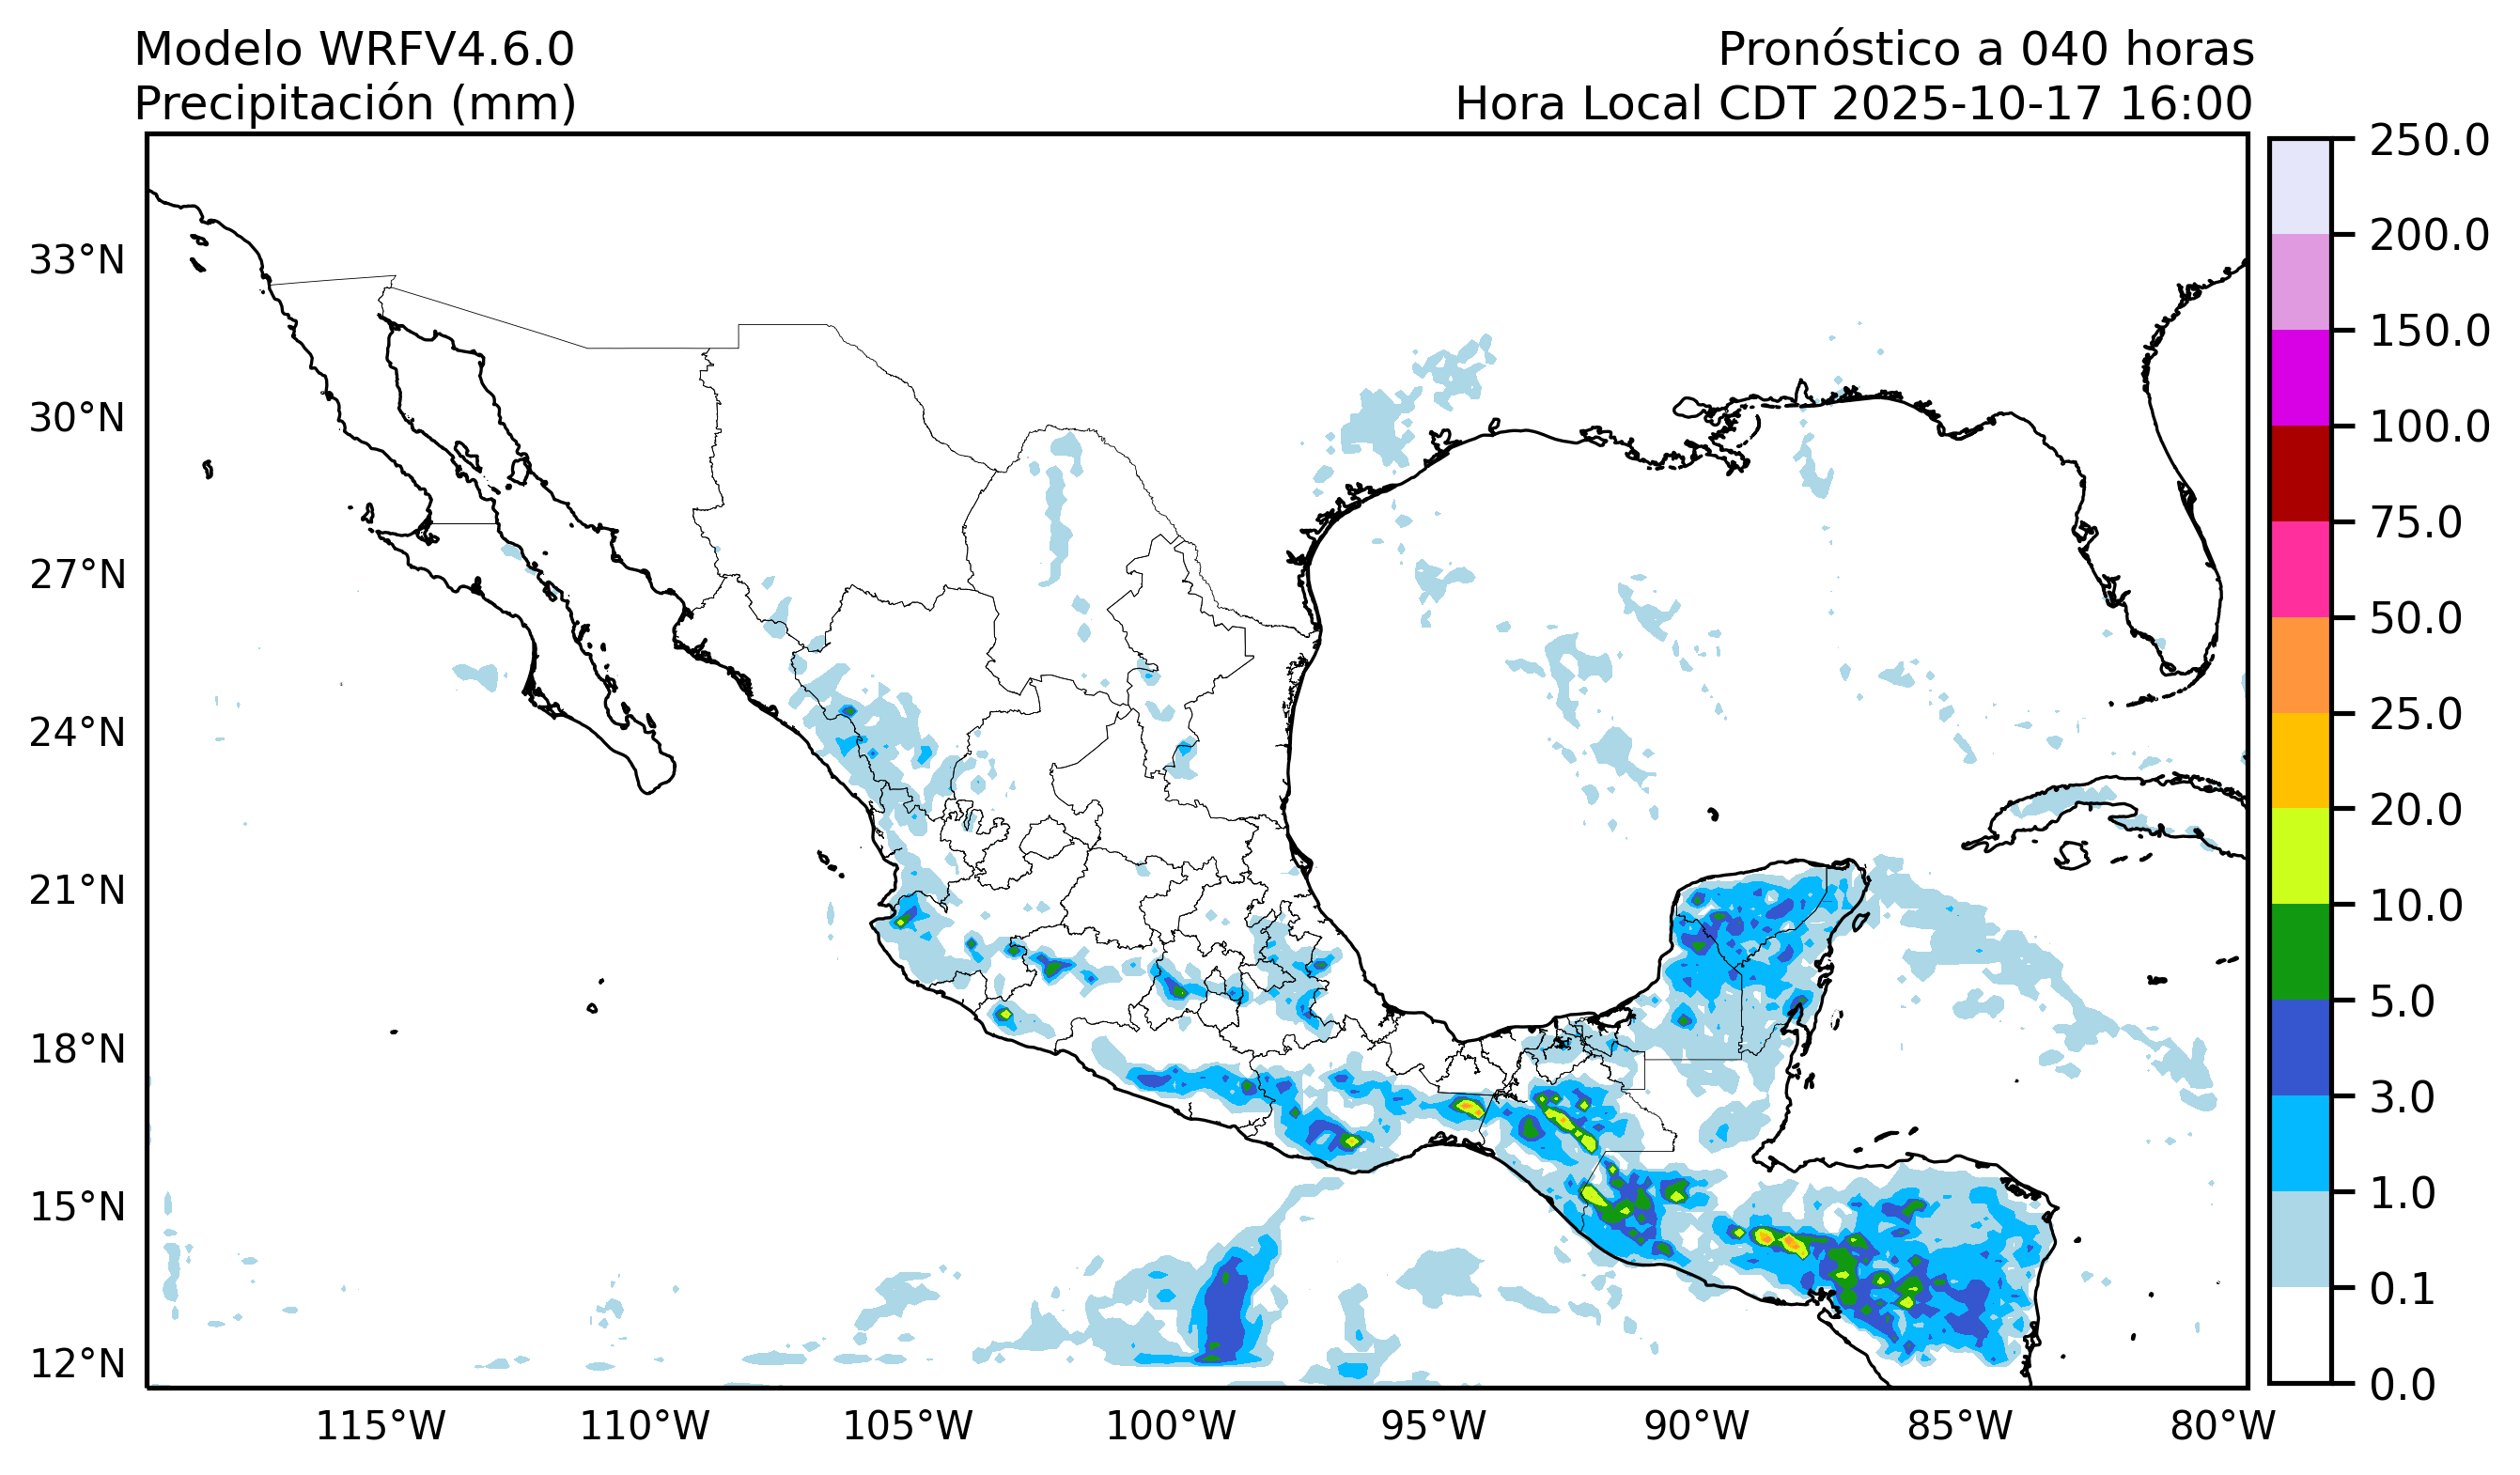 Modelo WRFV4.6.0
Precipitación (mm)
Pronóstico a 040 horas
Hora Local CDT 2025-10-17 16:00
33°N
30°N
27°N
24°N
21°N
18°N
15°N
12°N
115°W
110°W
105°W
100°W
95°W
90°W
85°W
80°W
250.0
200.0
150.0
100.0
75.0
50.0
25.0
20.0
10.0
5.0
3.0
1.0
0.1
0.0